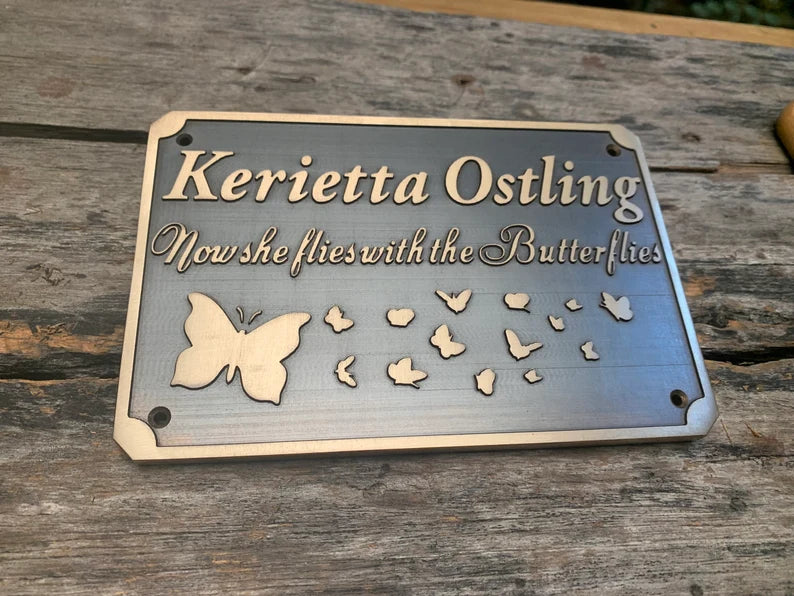 Kerietta Ostling
Now she flies with the Butterflies